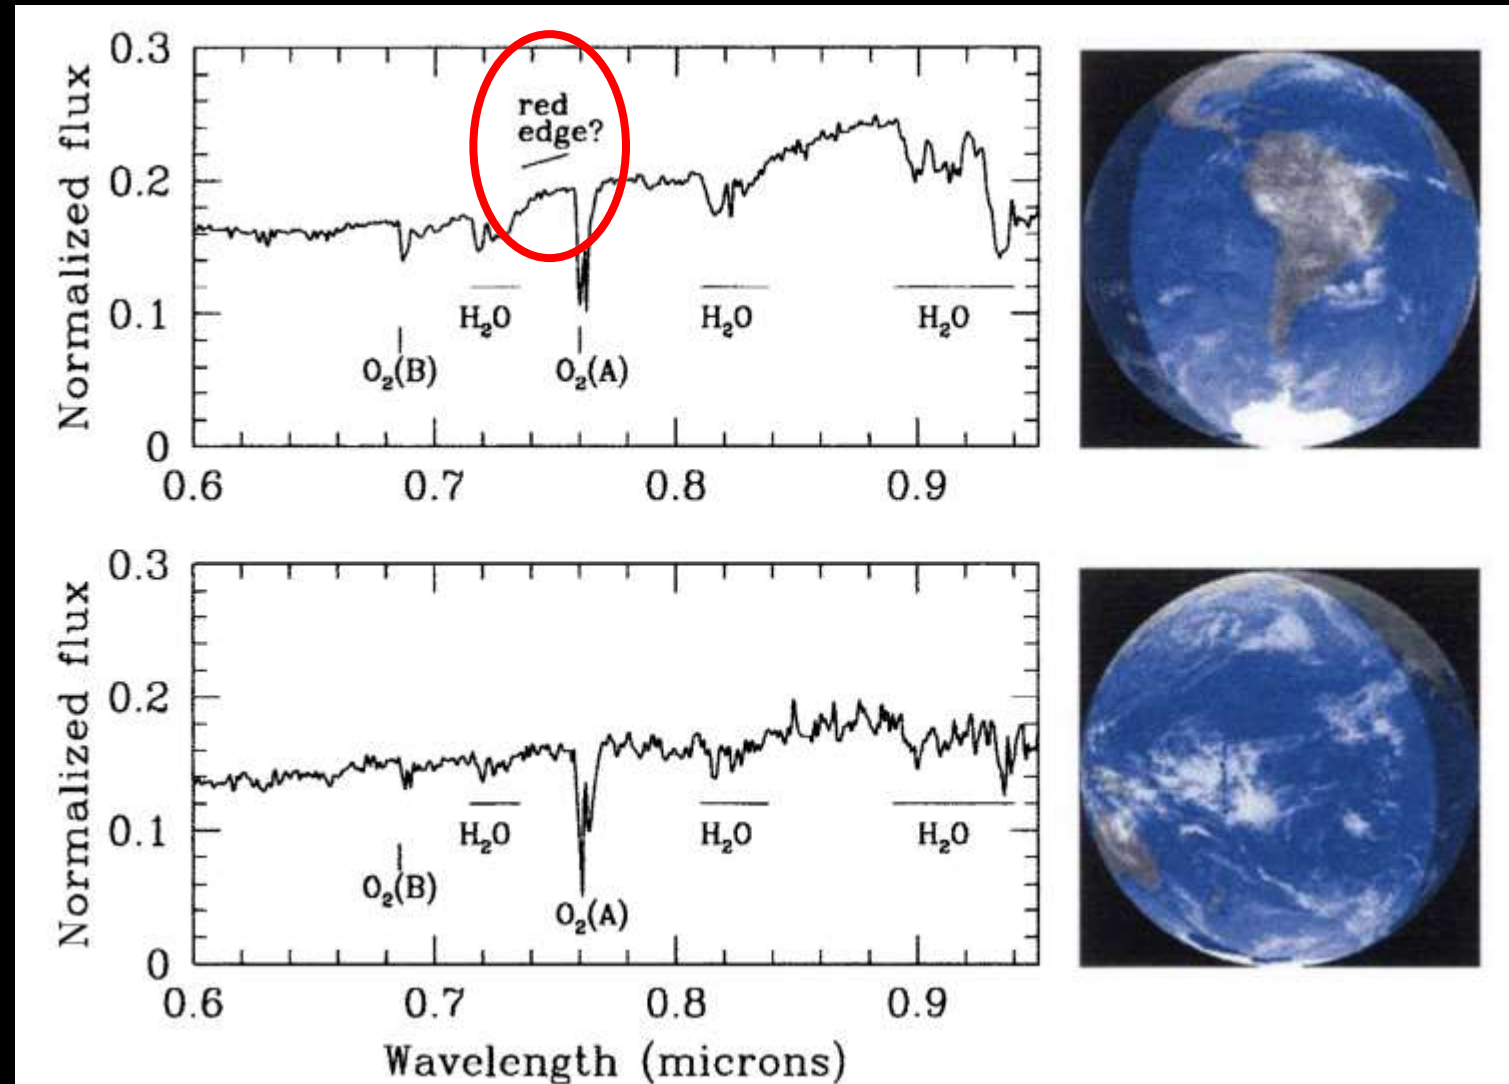 Normalized flux
0.3
0.2
0.1
0
red
edge?
H₂O
H₂O
H₂O
O₂(B)
O₂(A)
0.6
0.7
0.8
0.9
Normalized flux
0.3
0.2
0.1
0
H₂O
H₂O
H₂O
O₂(B)
O₂(A)
0.6
0.7
0.8
0.9
Wavelength (microns)